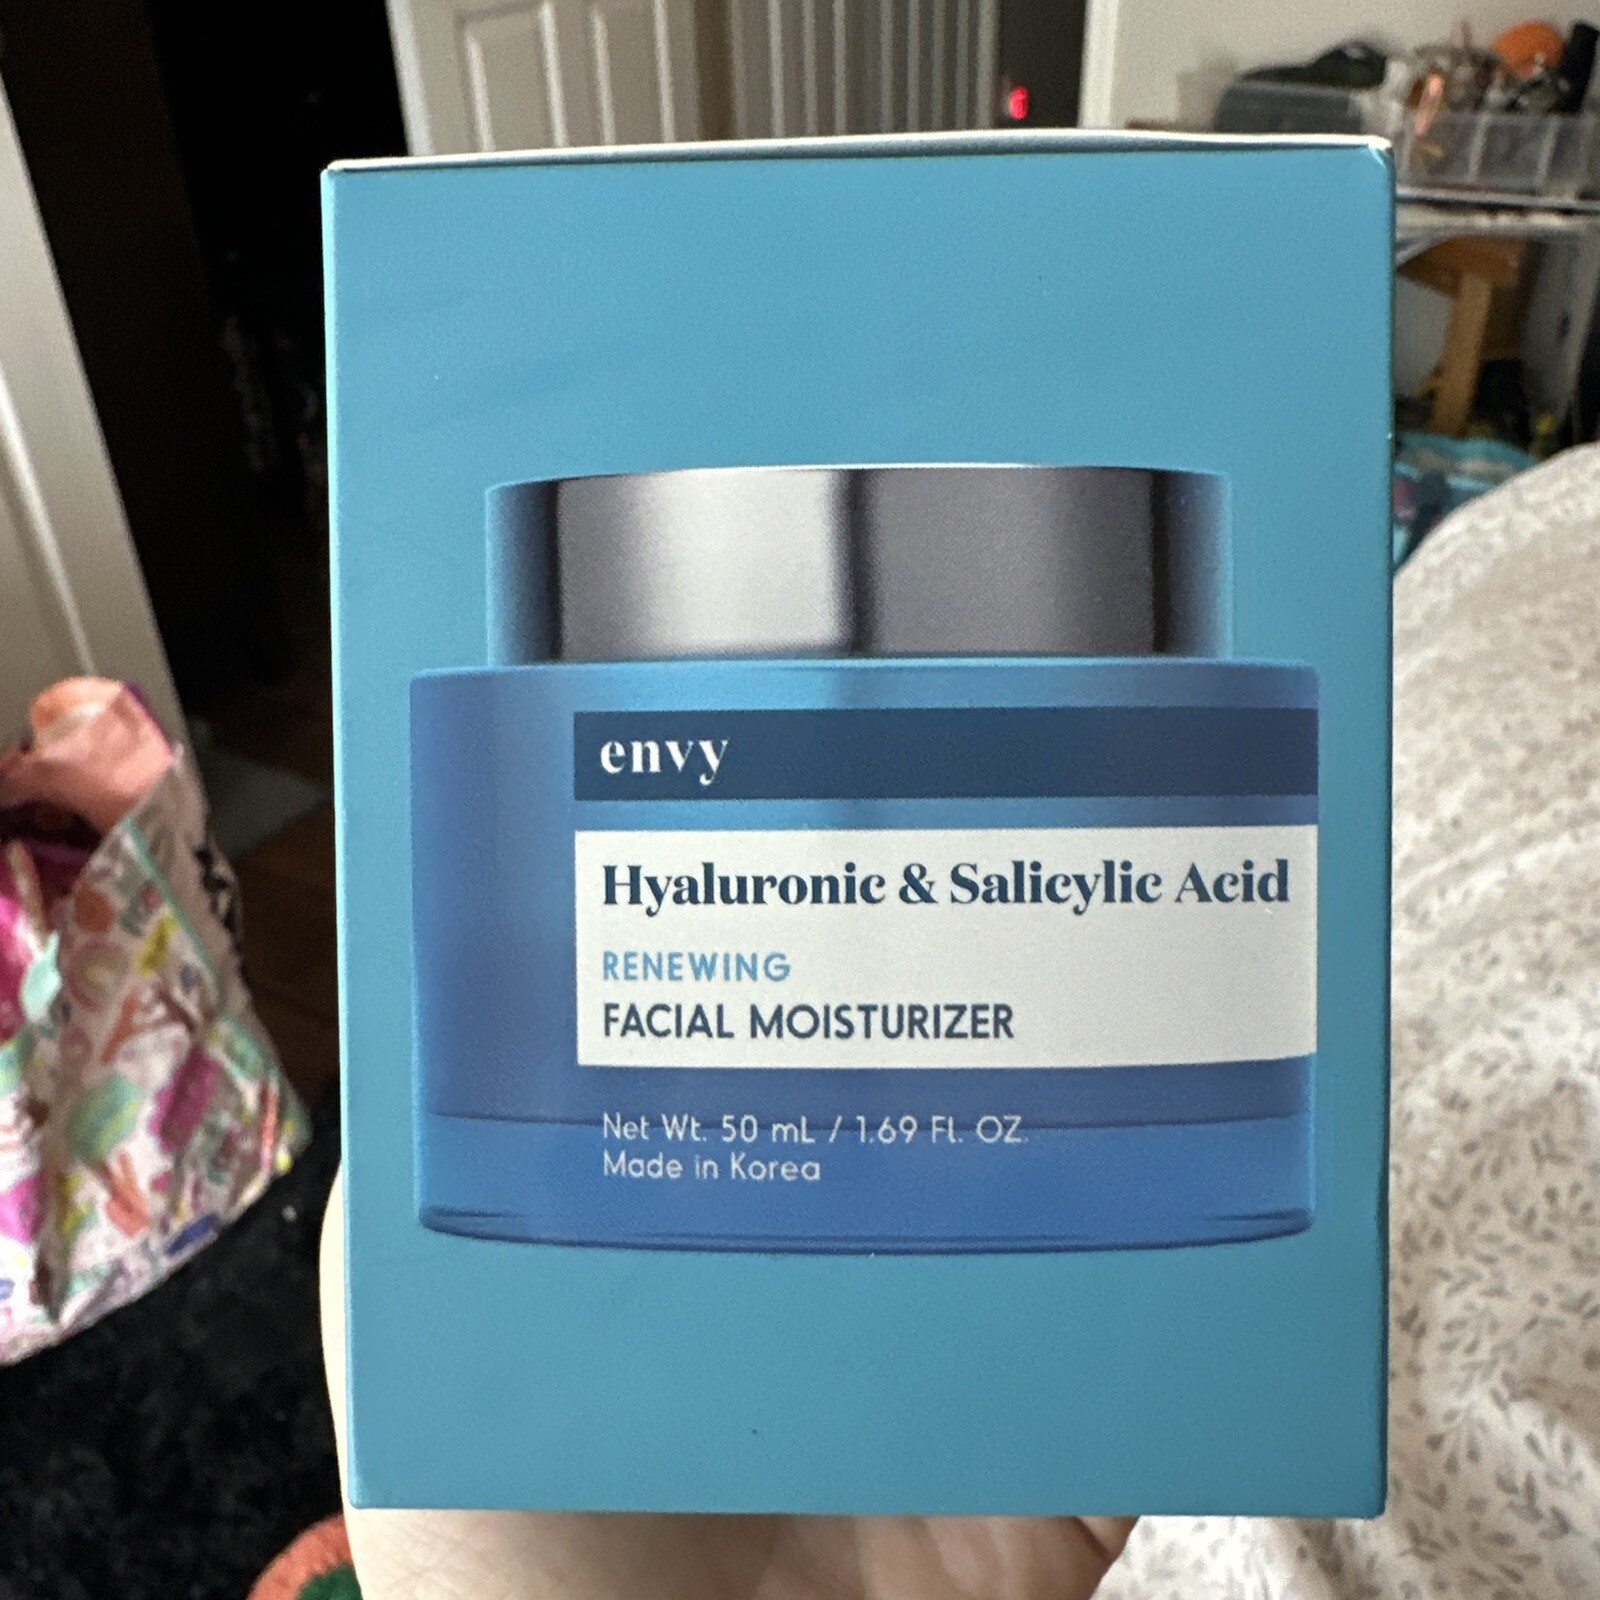 envy
Hyaluronic & Salicylic Acid
RENEWING
FACIAL MOISTURIZER
Net Wt. 50 mL / 1.69 Fl. OZ.
Made in Korea